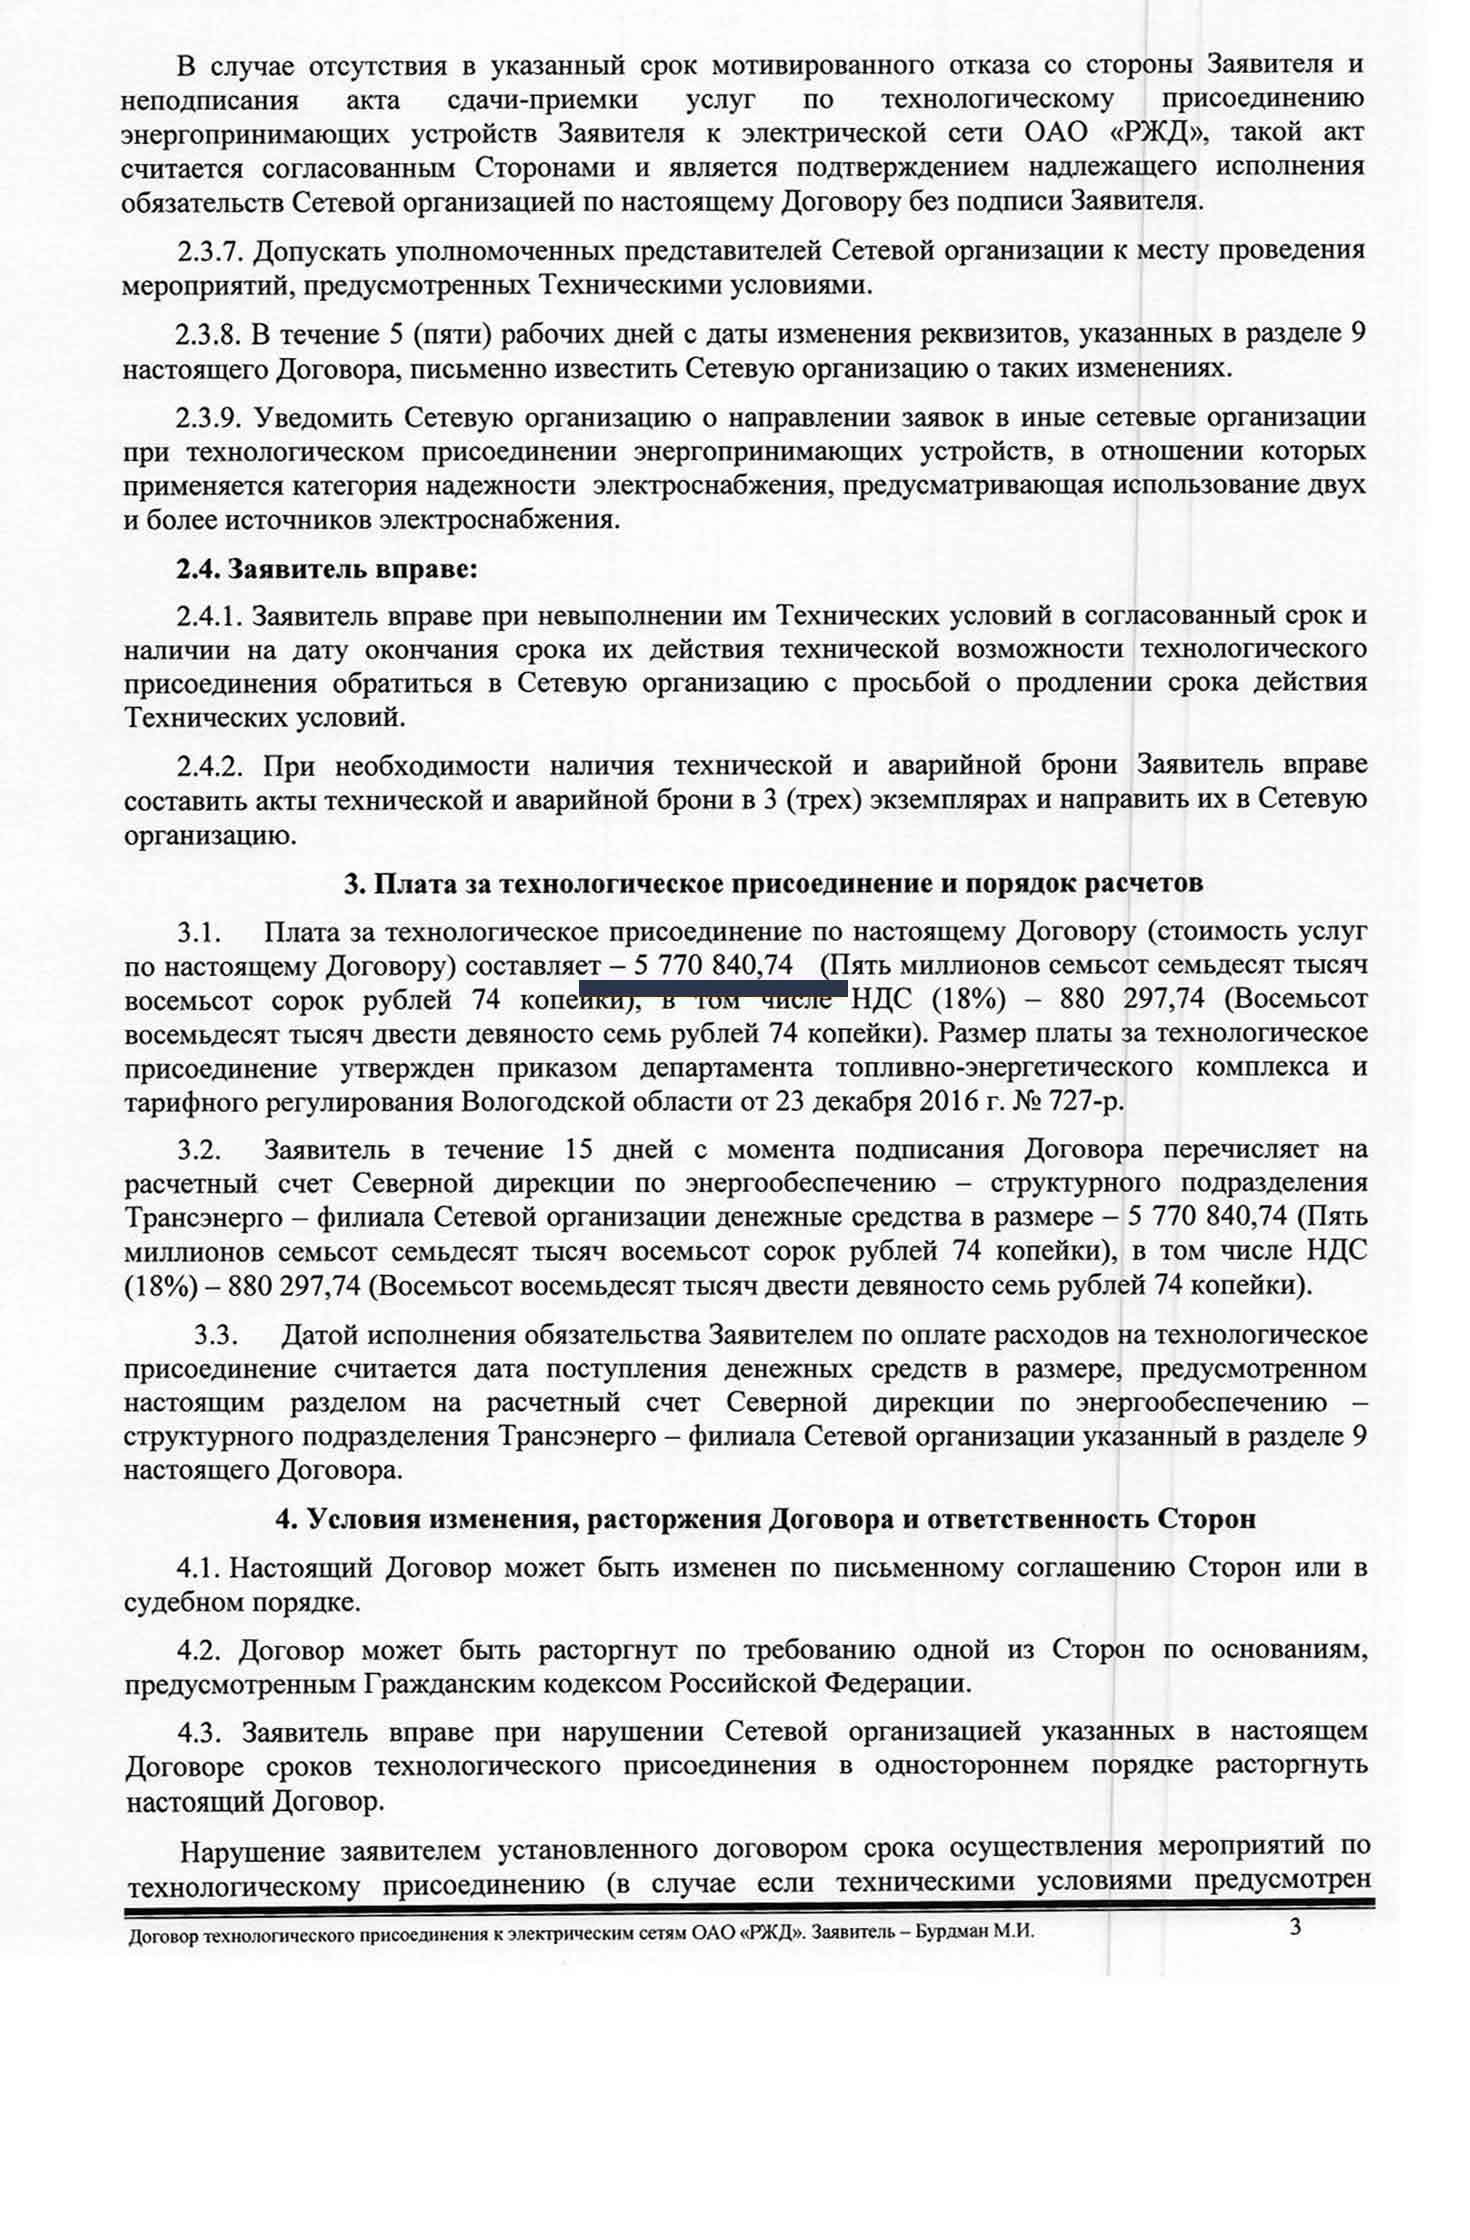 В случае отсутствия в указанный срок мотивированного отказа со стороны Заявителя и
неподписания акта сдачи-приемки услуг по технологическому присоединению
энергопринимающих устройств Заявителя к электрической сети ОАО «РЖД», такой акт
считается согласованным Сторонами и является подтверждением надлежащего исполнения
обязательств Сетевой организацией по настоящему Договору без подписи Заявителя.
2.3.7. Допускать уполномоченных представителей Сетевой организации к месту проведения
мероприятий, предусмотренных Техническими условиями.
2.3.8. В течение 5 (пяти) рабочих дней с даты изменения реквизитов, указанных в разделе 9
настоящего Договора, письменно известить Сетевую организацию о таких изменениях.
2.3.9. Уведомить Сетевую организацию о направлении заявок в иные сетевые организации
при технологическом присоединении энергопринимающих устройств, в отношении которых
применяется категория надежности электроснабжения, предусматривающая использование двух
и более источников электроснабжения.
2.4. Заявитель вправе:
2.4.1. Заявитель вправе при невыполнении им Технических условий в согласованный срок и
наличии на дату окончания срока их действия технической возможности технологического
присоединения обратиться в Сетевую организацию с просьбой о продлении срока действия
Технических условий.
2.4.2. При необходимости наличия технической и аварийной брони Заявитель вправе
составить акты технической и аварийной брони в 3 (трех) экземплярах и направить их в Сетевую
организацию.
3. Плата за технологическое присоединение и порядок расчетов
3.1. Плата за технологическое присоединение по настоящему Договору (стоимость услуг
по настоящему Договору) составляет – 5 770 840,74 (Пять миллионов семьсот семьдесят тысяч
восемьсот сорок рублей 74 копейки), в том числе НДС (18%) – 880 297,74 (Восемьсот
восемьдесят тысяч двести девяносто семь рублей 74 копейки). Размер платы за технологическое
присоединение утвержден приказом департамента топливно-энергетического комплекса и
тарифного регулирования Вологодской области от 23 декабря 2016 г. № 727-р.
3.2. Заявитель в течение 15 дней с момента подписания Договора перечисляет на
расчетный счет Северной дирекции по энергообеспечению – структурного подразделения
Трансэнерго – филиала Сетевой организации денежные средства в размере – 5 770 840,74 (Пять
миллионов семьсот семьдесят тысяч восемьсот сорок рублей 74 копейки), в том числе НДС
(18%) – 880 297,74 (Восемьсот восемьдесят тысяч двести девяносто семь рублей 74 копейки).
3.3. Датой исполнения обязательства Заявителем по оплате расходов на технологическое
присоединение считается дата поступления денежных средств в размере, предусмотренном
настоящим разделом на расчетный счет Северной дирекции по энергообеспечению –
структурного подразделения Трансэнерго – филиала Сетевой организации указанный в разделе 9
настоящего Договора.
4. Условия изменения, расторжения Договора и ответственность Сторон
4.1. Настоящий Договор может быть изменен по письменному соглашению Сторон или в
судебном порядке.
4.2. Договор может быть расторгнут по требованию одной из Сторон по основаниям,
предусмотренным Гражданским кодексом Российской Федерации.
4.3. Заявитель вправе при нарушении Сетевой организацией указанных в настоящем
Договоре сроков технологического присоединения в одностороннем порядке расторгнуть
настоящий Договор.
Нарушение заявителем установленного договором срока осуществления мероприятий по
технологическому присоединению (в случае если техническими условиями предусмотрен
Договор технологического присоединения к электрическим сетям ОАО «РЖД». Заявитель – Бурдман М.И. 3